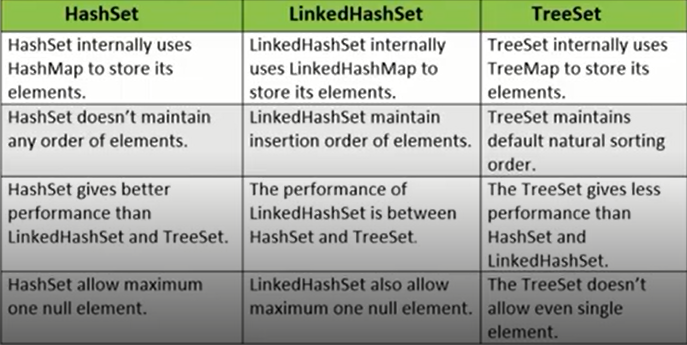 HashSet
LinkedHashSet
TreeSet
HashSet internally uses
HashMap to store its
elements.
LinkedHashSet internally
uses LinkedHashMap to
store its elements.
TreeSet internally uses
TreeMap to store its
elements.
HashSet doesn't maintain
any order of elements.
LinkedHashSet maintain
insertion order of elements.
TreeSet maintains
default natural sorting
order.
HashSet gives better
performance than
LinkedHashSet and TreeSet.
The performance of
LinkedHashSet is between
HashSet and TreeSet.
The TreeSet gives less
performance than
HashSet and
LinkedHashSet.
HashSet allow maximum
one null element.
LinkedHashSet also allow
maximum one null element.
The TreeSet doesn't
allow even single
element.